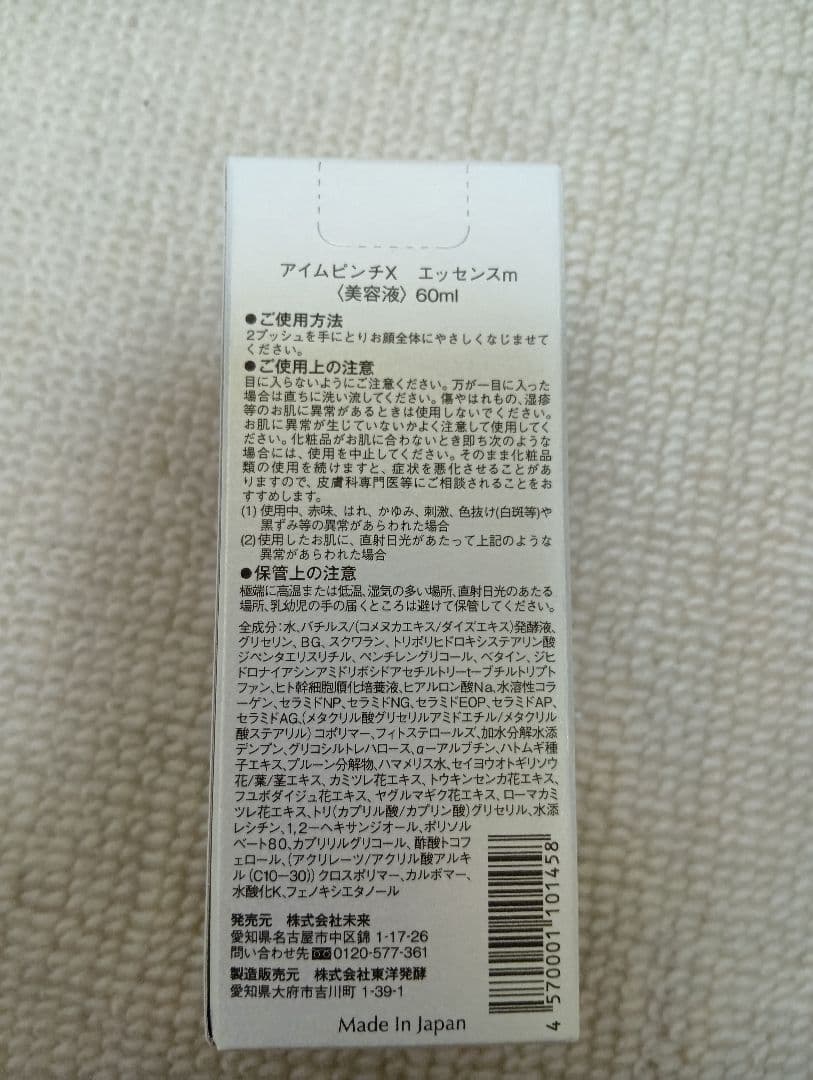 アイムピンチX　エッセンスm
〈美容液〉60ml
●ご使用方法
2プッシュを手にとりお顔全体にやさしくなじませて
ください。
●ご使用上の注意
目に入らないようにご注意ください。万が一目に入った
場合は直ちに洗い流してください。傷やはれもの、湿疹
等のお肌に異常があるときは使用しないでください。
お肌に異常が生じていないかよく注意して使用してく
ださい。化粧品がお肌に合わないとき即ち次のような
場合には、使用を中止してください。そのまま化粧品
類の使用を続けますと、症状を悪化させることがあ
りますので、皮膚科専門医等にご相談されることをお
すすめします。
(1) 使用中、赤味、はれ、かゆみ、刺激、色抜け(白斑等)や
黒ずみ等の異常があらわれた場合
(2)使用したお肌に、直射日光があたって上記のような
異常があらわれた場合
●保管上の注意
極端に高温または低温、湿気の多い場所、直射日光のあたる
場所、乳幼児の手の届くところは避けて保管してください。
全成分：水、バチルス/(コメヌカエキス/ダイズエキス)発酵液、
グリセリン、BG、スクワラン、トリポリヒドロキシステアリン酸
ジペンタエリスリチル、ペンチレングリコール、ベタイン、ジヒ
ドロナイアシンアミドリボシドアセチルトリーtーブチルトリプト
ファン、ヒト幹細胞順化培養液、ヒアルロン酸Na、水溶性コラ
ーゲン、セラミドNP、セラミドNG、セラミドEOP、セラミドAP、
セラミドAG、(メタクリル酸グリセリルアミドエチル/メタクリル
酸ステアリル)コポリマー、フィトステロールズ、加水分解水添
デンプン、グリコシルトレハロース、α−アルブチン、ハトムギ種
子エキス、プルーン分解物、ハマメリス水、セイヨウオトギリソウ
花/葉/茎エキス、カミツレ花エキス、トウキンセンカ花エキス、
フユボダイジュ花エキス、ヤグルマギク花エキス、ローマカミ
ツレ花エキス、トリ(カプリル酸/カプリン酸)グリセリル、水添
レシチン、1,2−ヘキサンジオール、ポリソル
ベート80、カプリリルグリコール、酢酸トコフ
ェロール、(アクリレーツ/アクリル酸アルキ
ル(C10−30))クロスポリマー、カルボマー、
水酸化K、フェノキシエタノール
発売元　株式会社未来
愛知県名古屋市中区錦 1-17-26
問い合わせ先 0120-577-361
製造販売元　株式会社東洋発酵
愛知県大府市吉川町 1-39-1
Made In Japan
4 570001 101458